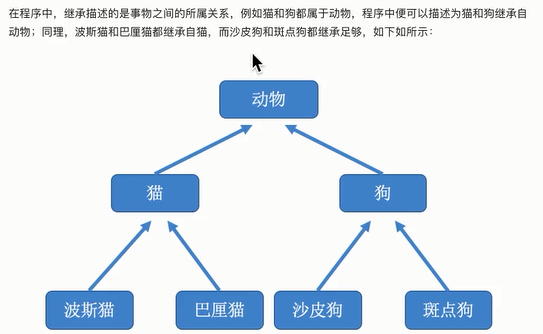 在程序中，继承描述的是事物之间的所属关系，例如猫和狗都属于动物，程序中便可以描述为猫和狗继承自
动物；同理，波斯猫和巴厘猫都继承自猫，而沙皮狗和斑点狗都继承足够，如下如所示：
动物
猫
狗
波斯猫
巴厘猫
沙皮狗
斑点狗